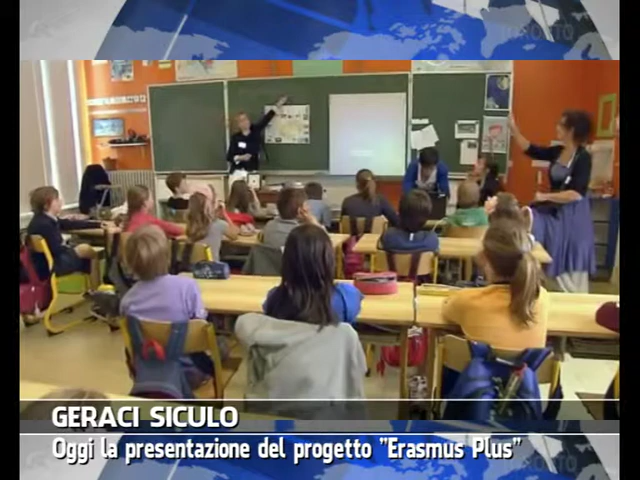 GERACI SICULO
Oggi la presentazione del progetto "Erasmus Plus"